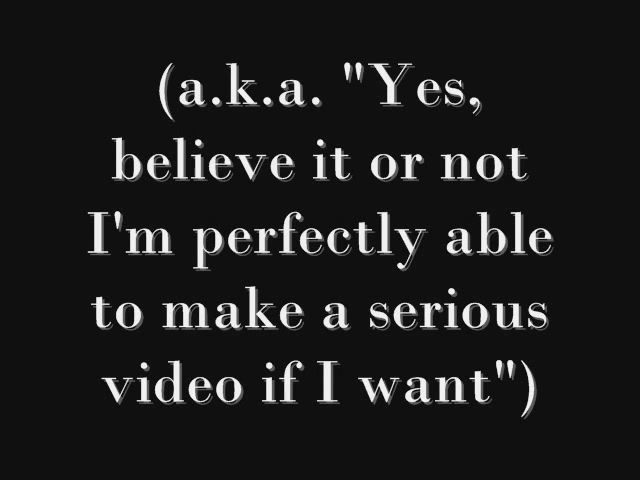 (a.k.a. "Yes,
believe it or not
I'm perfectly able
to make a serious
video if I want")